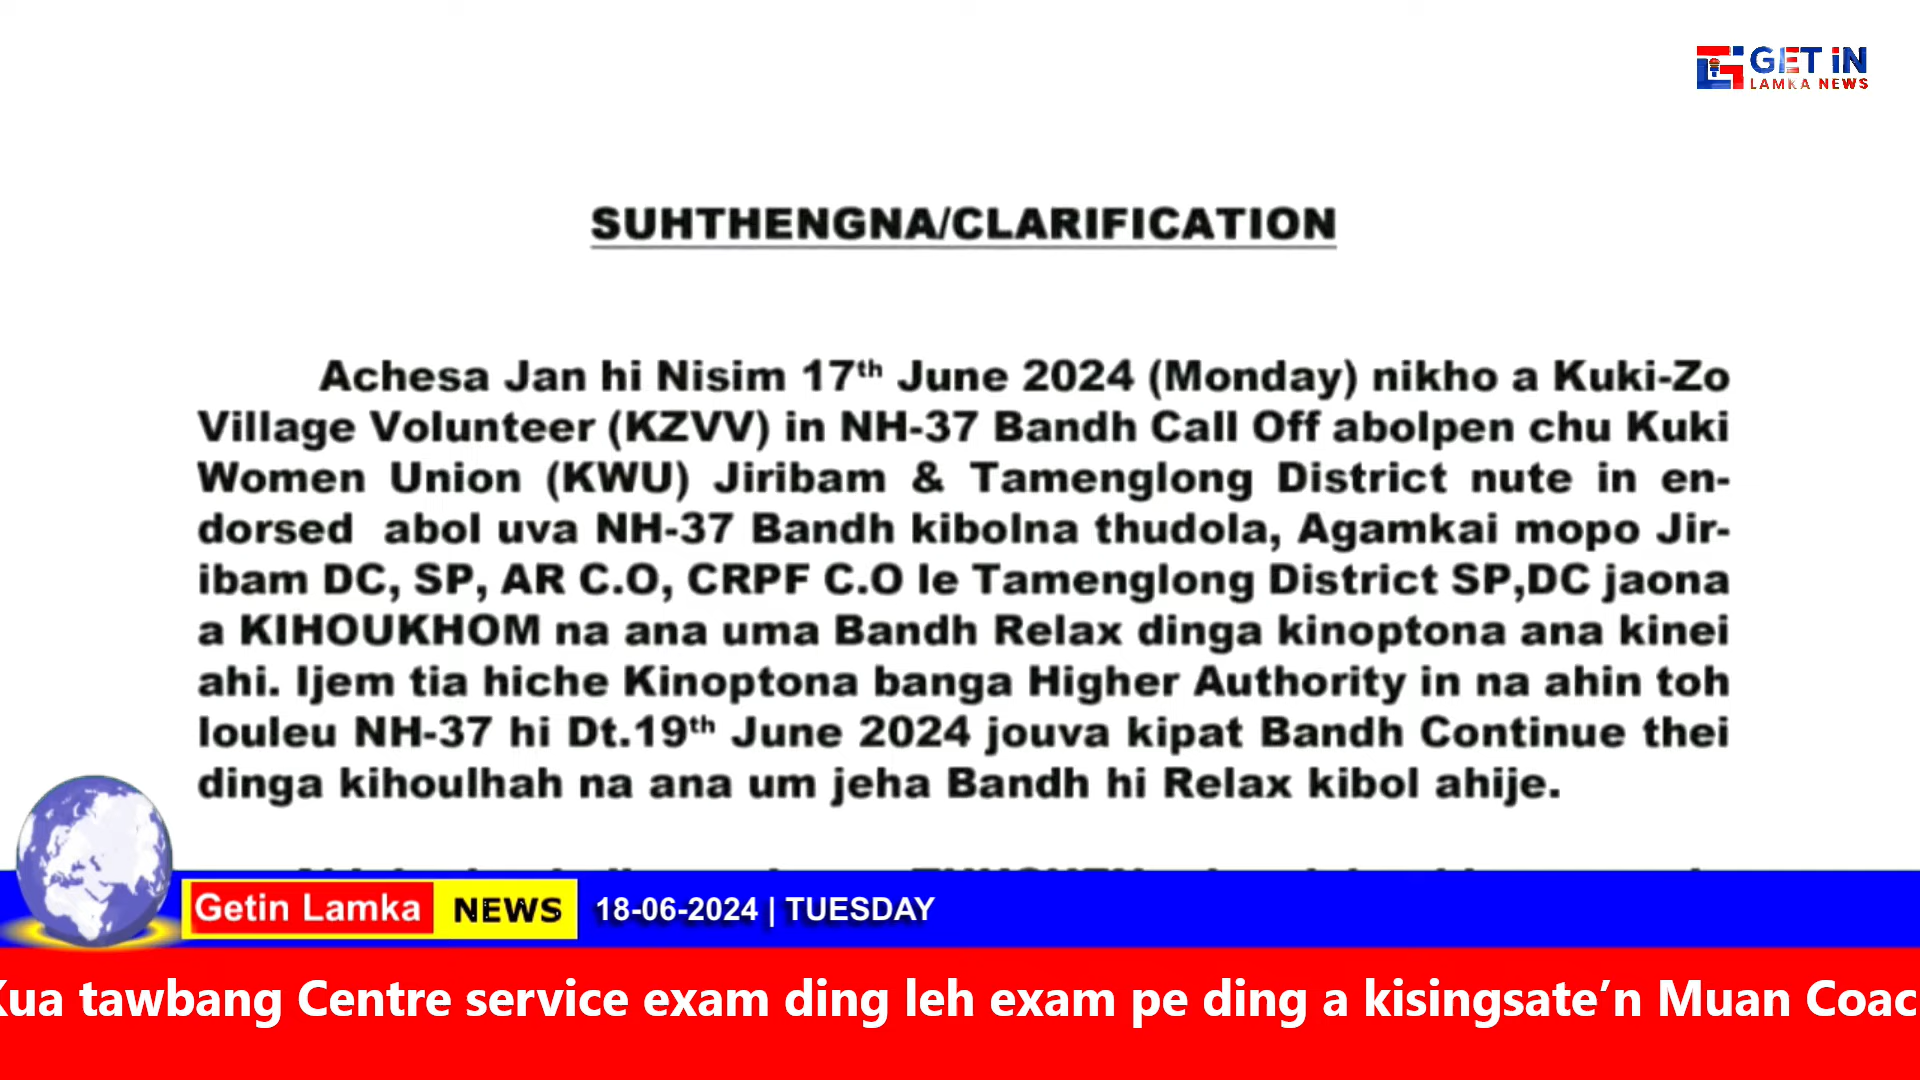 GET iN
LAMKA NEWS
SUHTHENGNA/CLARIFICATION
Achesa Jan hi Nisim 17th June 2024 (Monday) nikho a Kuki-Zo
Village Volunteer (KZVV) in NH-37 Bandh Call Off abolpen chu Kuki
Women Union (KWU) Jiribam & Tamenglong District nute in en-
dorsed abol uva NH-37 Bandh kibolna thudola, Agamkai mopo Jir-
ibam DC, SP, AR C.O, CRPF C.O le Tamenglong District SP,DC jaona
a KIHOUKHOM na ana uma Bandh Relax dinga kinoptona ana kinei
ahi. Ijem tia hiche Kinoptona banga Higher Authority in na ahin toh
louleu NH-37 hi Dt.19th June 2024 jouva kipat Bandh Continue thei
dinga kihoulhah na ana um jeha Bandh hi Relax kibol ahije.
Getin Lamka NEWS 18-06-2024 | TUESDAY
Kua tawbang Centre service exam ding leh exam pe ding a kisingsate’n Muan Coac